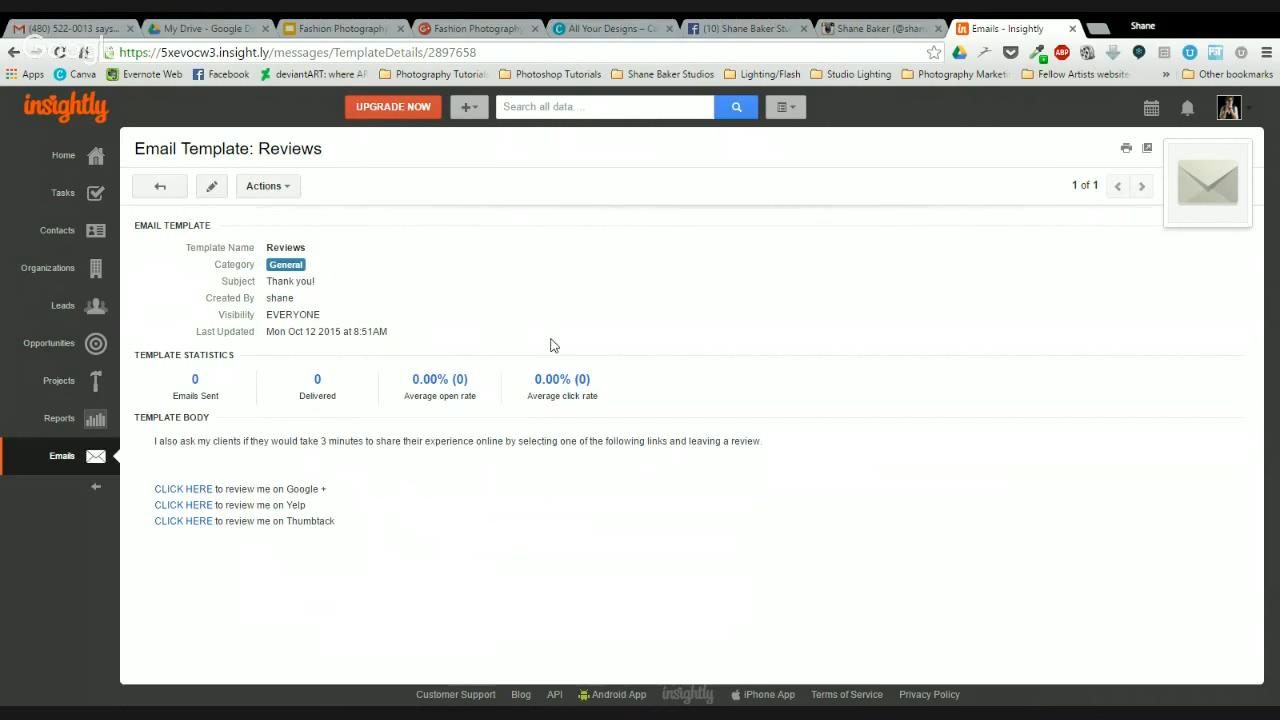 (480) 522-0013 says...
My Drive - Google D
Fashion Photography
Fashion Photography
All Your Designs – C
(10) Shane Baker Stu
Shane Baker (@shan
Emails - Insightly
Shane
Google
https://5xevocw3.insight.ly/messages/TemplateDetails/2897658
ABP
Apps
Canva
Evernote Web
Facebook
deviantART: where AR
Photography Tutorials
Photoshop Tutorials
Shane Baker Studios
Lighting/Flash
Studio Lighting
Photography Marketi
Fellow Artists website
»
Other bookmarks
insightly
UPGRADE NOW
Search all data....
Home
Tasks
Contacts
Organizations
Leads
Opportunities
Projects
Reports
Emails
Email Template: Reviews
Actions
1 of 1
EMAIL TEMPLATE
Template Name Reviews
Category General
Subject Thank you!
Created By shane
Visibility EVERYONE
Last Updated Mon Oct 12 2015 at 8:51AM
TEMPLATE STATISTICS
0 0 0.00% (0) 0.00% (0)
Emails Sent Delivered Average open rate Average click rate
TEMPLATE BODY
I also ask my clients if they would take 3 minutes to share their experience online by selecting one of the following links and leaving a review.
CLICK HERE to review me on Google +
CLICK HERE to review me on Yelp
CLICK HERE to review me on Thumbtack
Customer Support Blog API Android App insightly iPhone App Terms of Service Privacy Policy